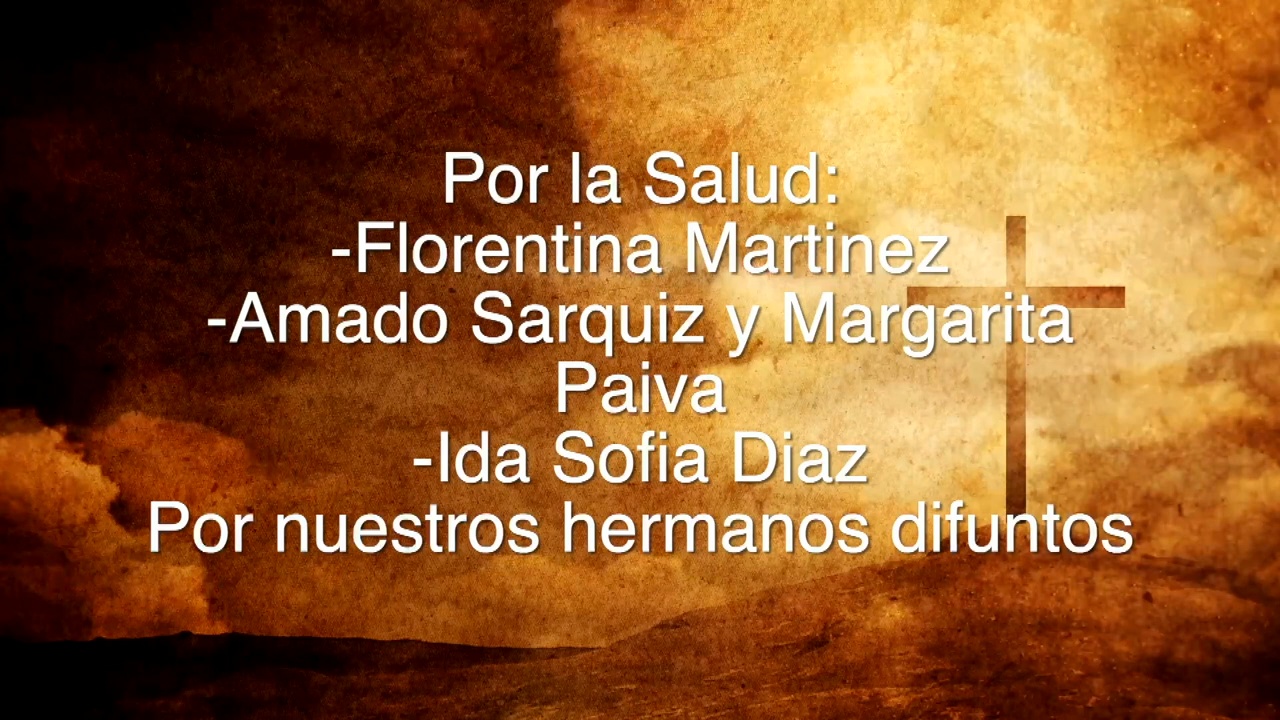 Por la Salud:
-Florentina Martinez
-Amado Sarquiz y Margarita
Paiva
-Ida Sofia Diaz
Por nuestros hermanos difuntos